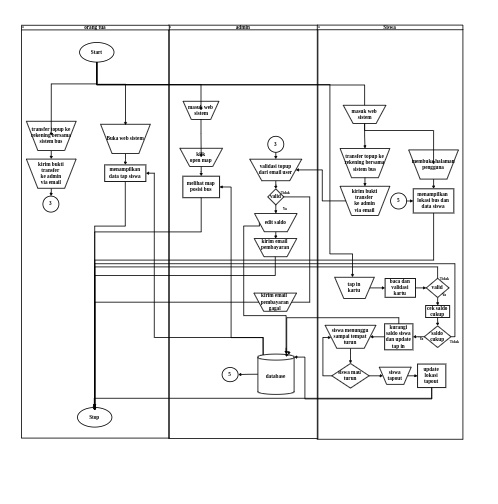 orang tua
admin
Siswa
Start
transfer topup ke
rekening bersama
sistem bus
kirim bukti
transfer
ke admin
via email
3
Buka web sistem
menampilkan
data tap siswa
masuk web
sistem
klik
open map
melihat map
posisi bus
3
validasi topup
dari email user
valid
Tidak
Ya
edit saldo
kirim email
pembayaran
kirim email
pembayaran
gagal
masuk web
sistem
transfer topup ke
rekening bersama
sistem bus
kirim bukti
transfer
ke admin
via email
membuka halaman
pengguna
5
menampilkan
lokasi bus dan
data siswa
tap in
kartu
baca dan
validasi
kartu
valid
Tidak
Ya
cek saldo
cukup
saldo
cukup
Tidak
Ya
kurangi
saldo siswa
dan update
tap in
siswa menunggu
sampai tempat
turun
siswa mau
turun
siswa
tapout
update
lokasi
tapout
5
database
Stop